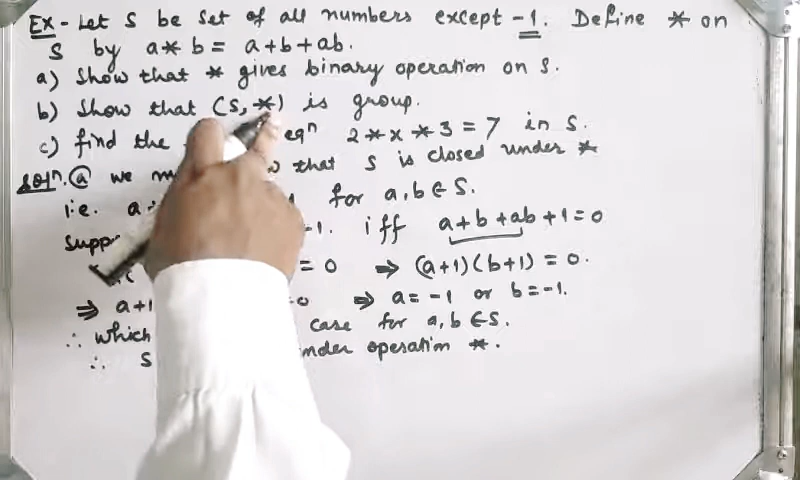 Ex- Let S be set of all numbers except -1. Define * on
S by a * b = a+b+ab.
a) Show that * gives binary operation on S.
b) Show that (S, *) is group.
c) find the eqn 2 * x * 3 = 7 in S.
soln. (a) we that S is closed under *
i.e. a for a, b ∈ S.
-1. iff a+b+ab+1=0
= 0 ⇒ (a+1)(b+1) = 0.
⇒ a+1 ⇒ a = -1 or b = -1.
∴ which case for a, b ∈ S.
∴ S under operation *.